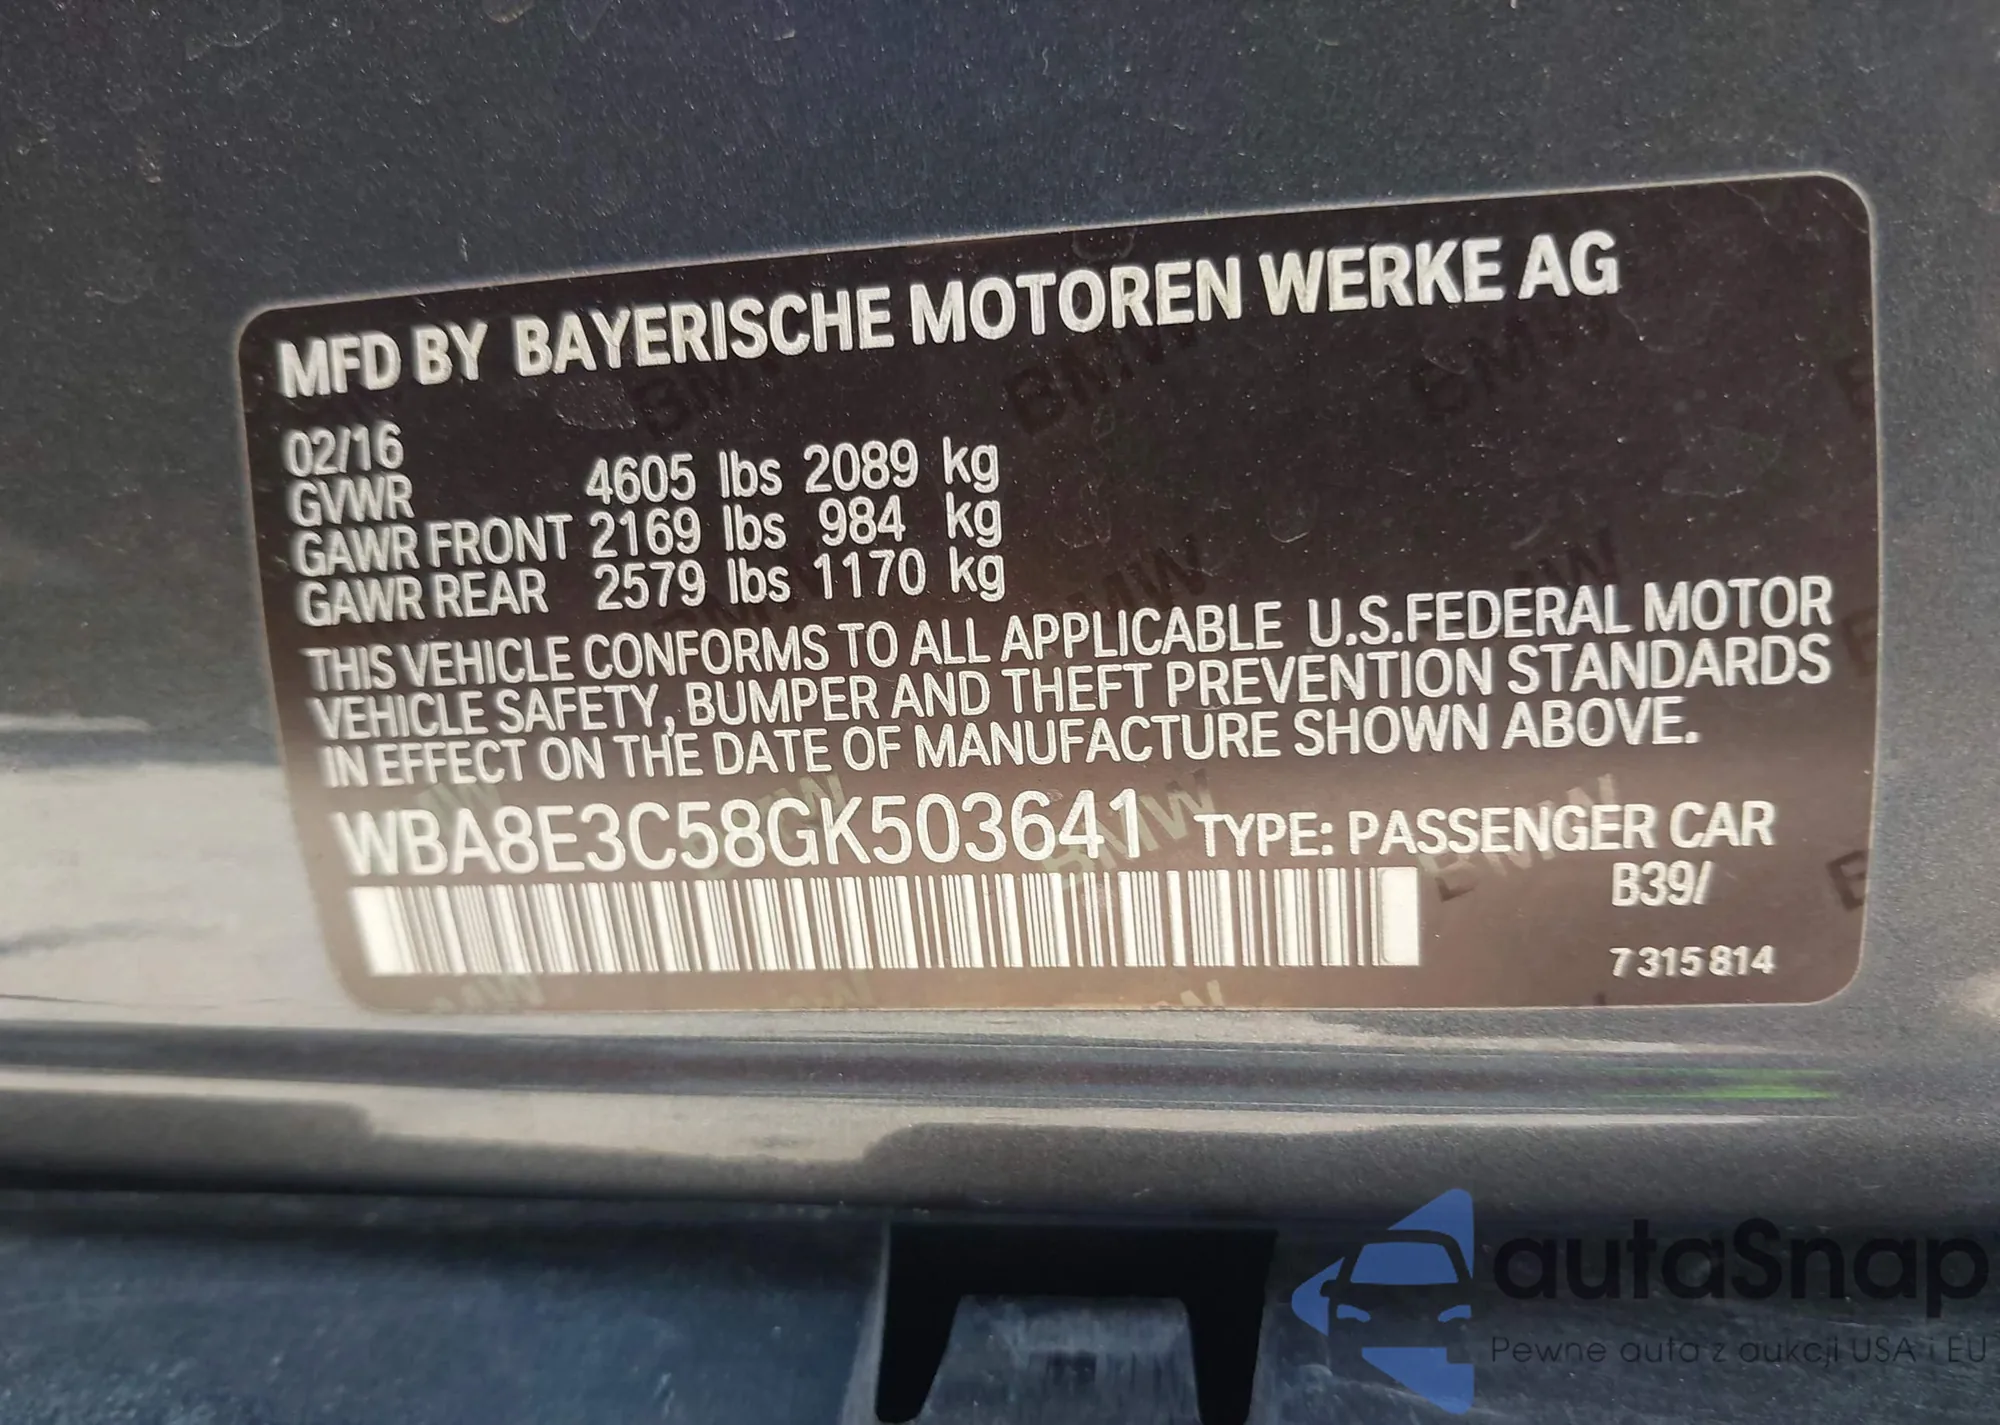 MFD BY BAYERISCHE MOTOREN WERKE AG
02/16
GVWR 4605 lbs 2089 kg
GAWR FRONT 2169 lbs 984 kg
GAWR REAR 2579 lbs 1170 kg
THIS VEHICLE CONFORMS TO ALL APPLICABLE U.S.FEDERAL MOTOR
VEHICLE SAFETY, BUMPER AND THEFT PREVENTION STANDARDS
IN EFFECT ON THE DATE OF MANUFACTURE SHOWN ABOVE.
WBA8E3C58GK503641 TYPE: PASSENGER CAR
B39/
7315814
autaSnap
Pewne auta z aukcji USA i EU